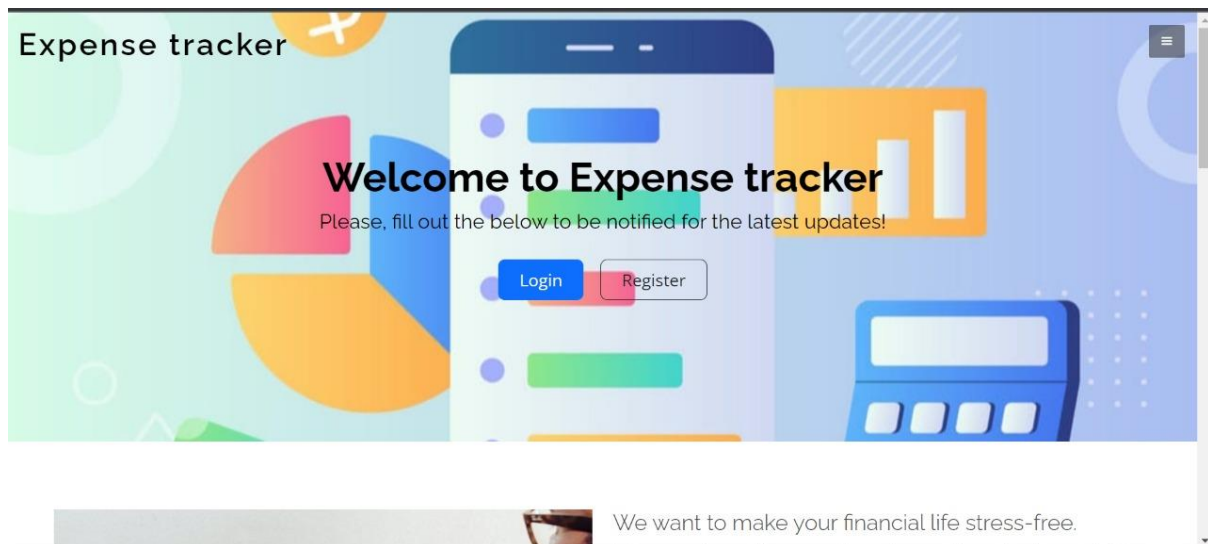 Expense tracker
Welcome to Expense tracker
Please, fill out the below to be notified for the latest updates!
Login
Register
We want to make your financial life stress-free.